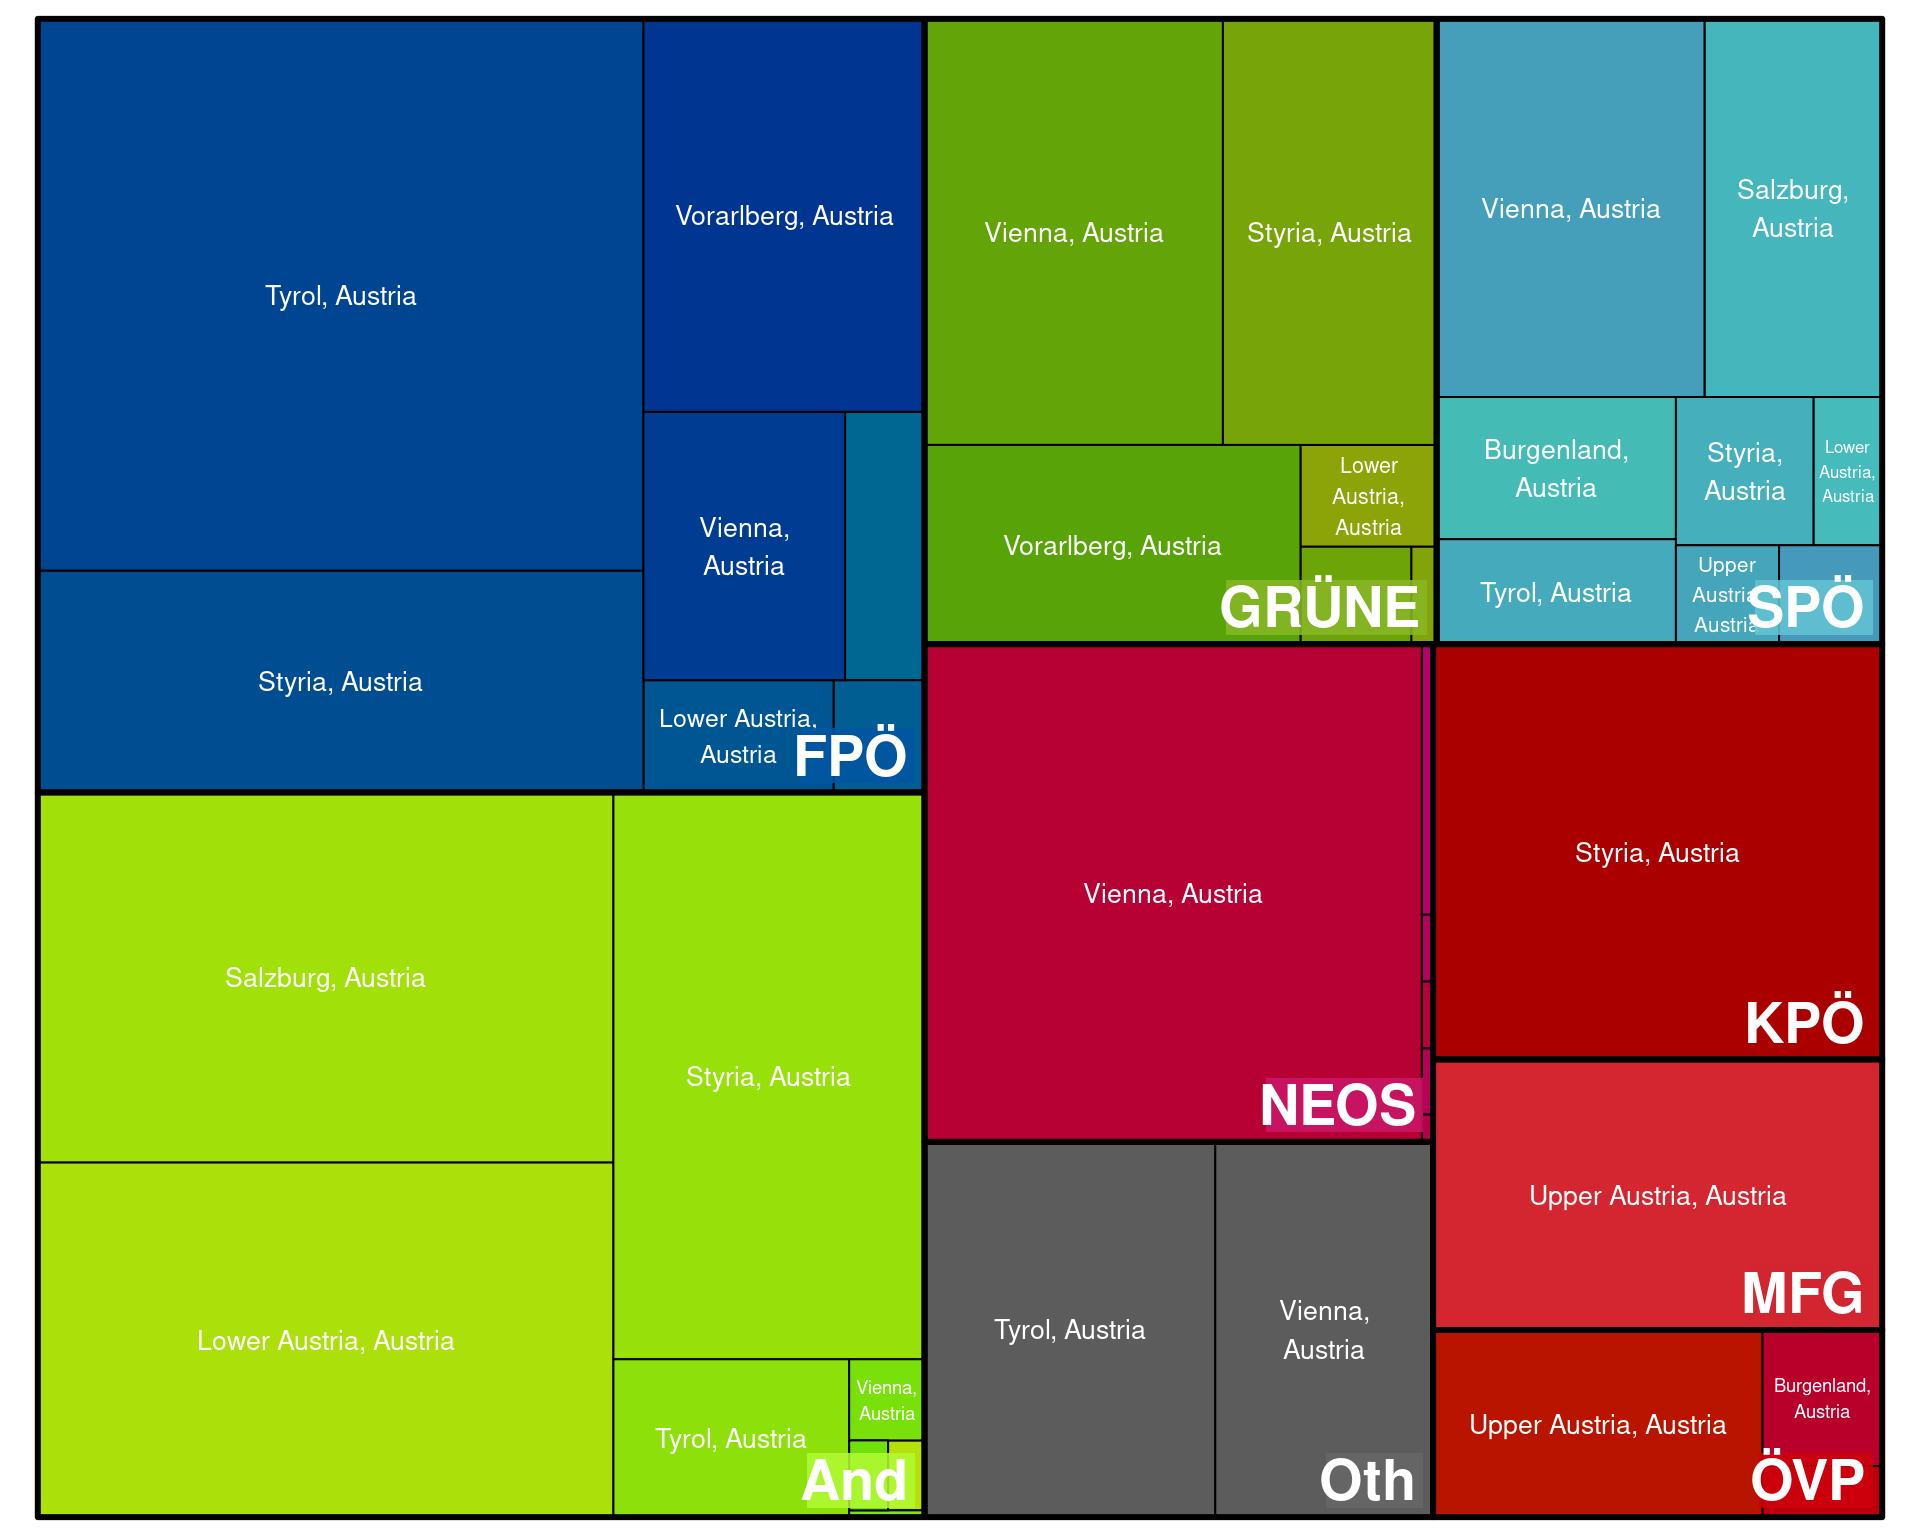 Tyrol, Austria
Vorarlberg, Austria
Vienna,
Austria
Styria, Austria
Lower Austria,
Austria
FPÖ
Vienna, Austria
Styria, Austria
Vorarlberg, Austria
Lower
Austria,
Austria
GRÜNE
Vienna, Austria
Salzburg,
Austria
Burgenland,
Austria
Styria,
Austria
Lower
Austria,
Austria
Tyrol, Austria
Upper
Austria,
Austria
SPÖ
Salzburg, Austria
Styria, Austria
Lower Austria, Austria
Tyrol, Austria
Vienna,
Austria
And
Vienna, Austria
NEOS
Styria, Austria
KPÖ
Upper Austria, Austria
MFG
Tyrol, Austria
Vienna,
Austria
Oth
Upper Austria, Austria
Burgenland,
Austria
ÖVP